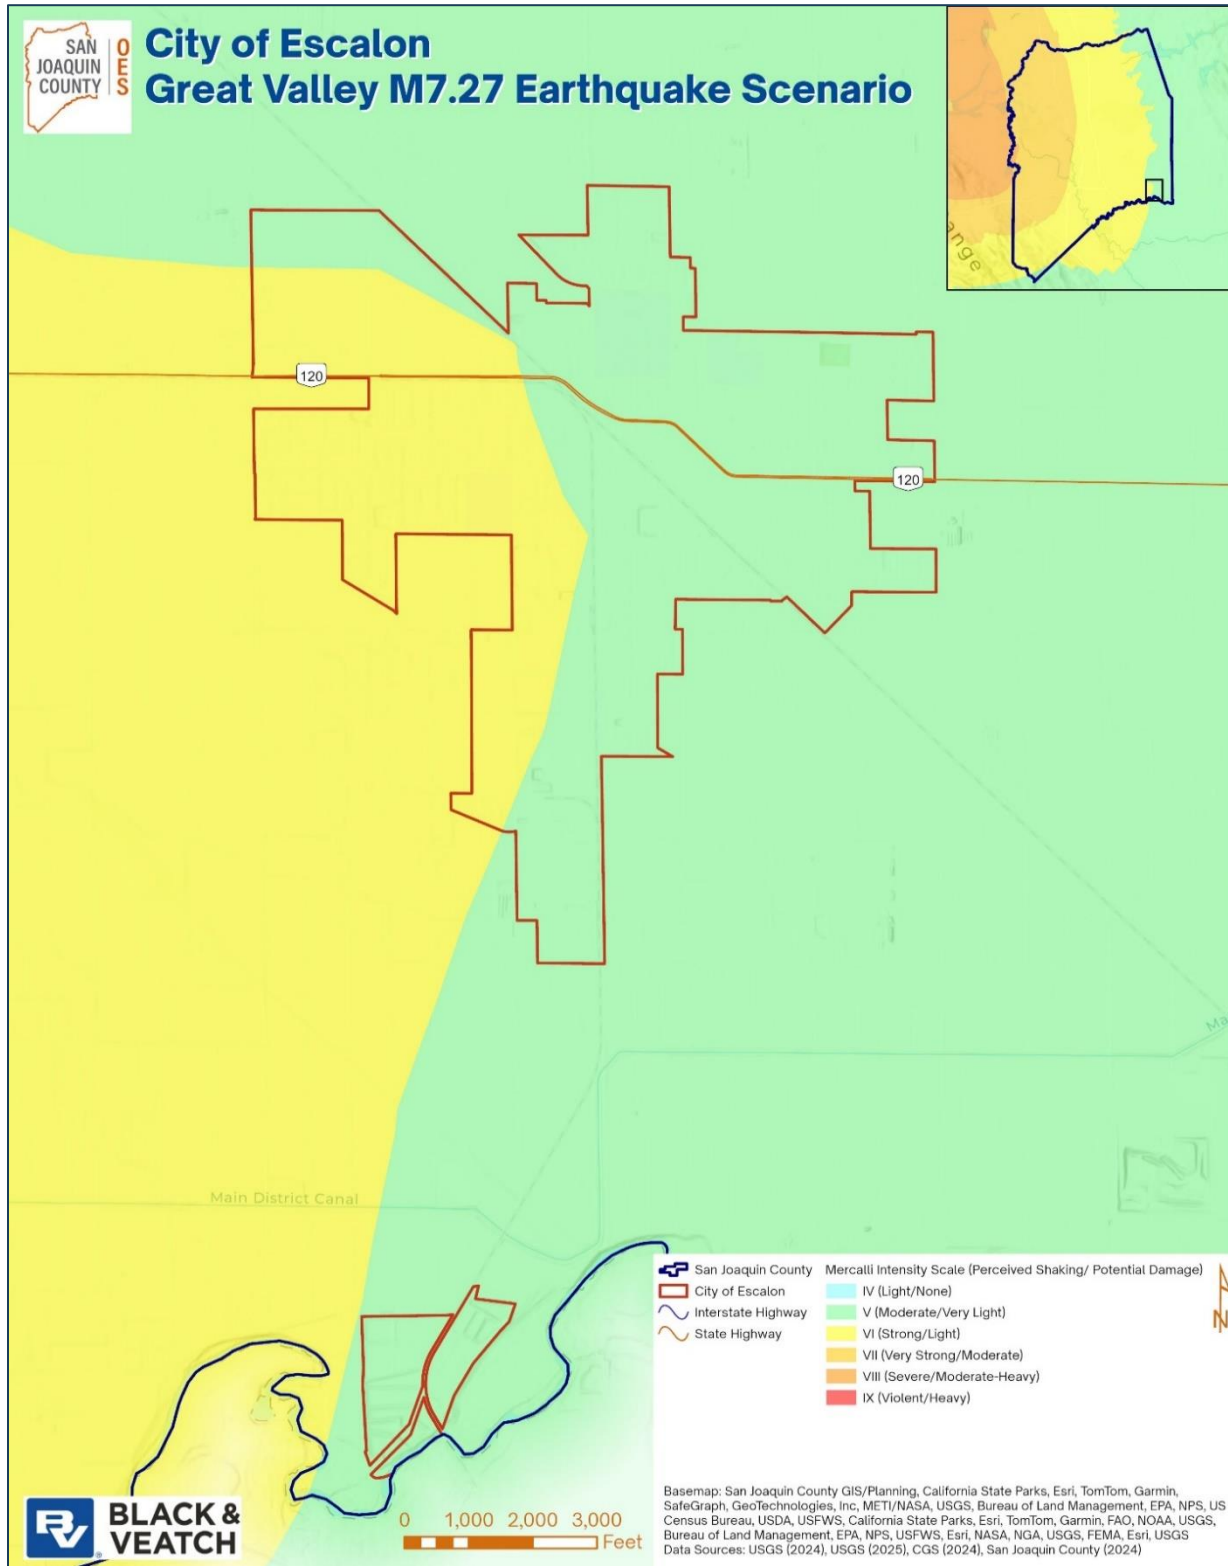 SAN
JOAQUIN
COUNTY
OES
City of Escalon
Great Valley M7.27 Earthquake Scenario
ange
120
120
Ma
Main District Canal
San Joaquin County
City of Escalon
Interstate Highway
State Highway
Mercalli Intensity Scale (Perceived Shaking/ Potential Damage)
IV (Light/None)
V (Moderate/Very Light)
VI (Strong/Light)
VII (Very Strong/Moderate)
VIII (Severe/Moderate-Heavy)
IX (Violent/Heavy)
N
BV
BLACK &
VEATCH
0 1,000 2,000 3,000
Feet
Basemap: San Joaquin County GIS/Planning, California State Parks, Esri, TomTom, Garmin,
SafeGraph, GeoTechnologies, Inc, METI/NASA, USGS, Bureau of Land Management, EPA, NPS, US
Census Bureau, USDA, USFWS, California State Parks, Esri, TomTom, Garmin, FAO, NOAA, USGS,
Bureau of Land Management, EPA, NPS, USFWS, Esri, NASA, NGA, USGS, FEMA, Esri, USGS
Data Sources: USGS (2024), USGS (2025), CGS (2024), San Joaquin County (2024)